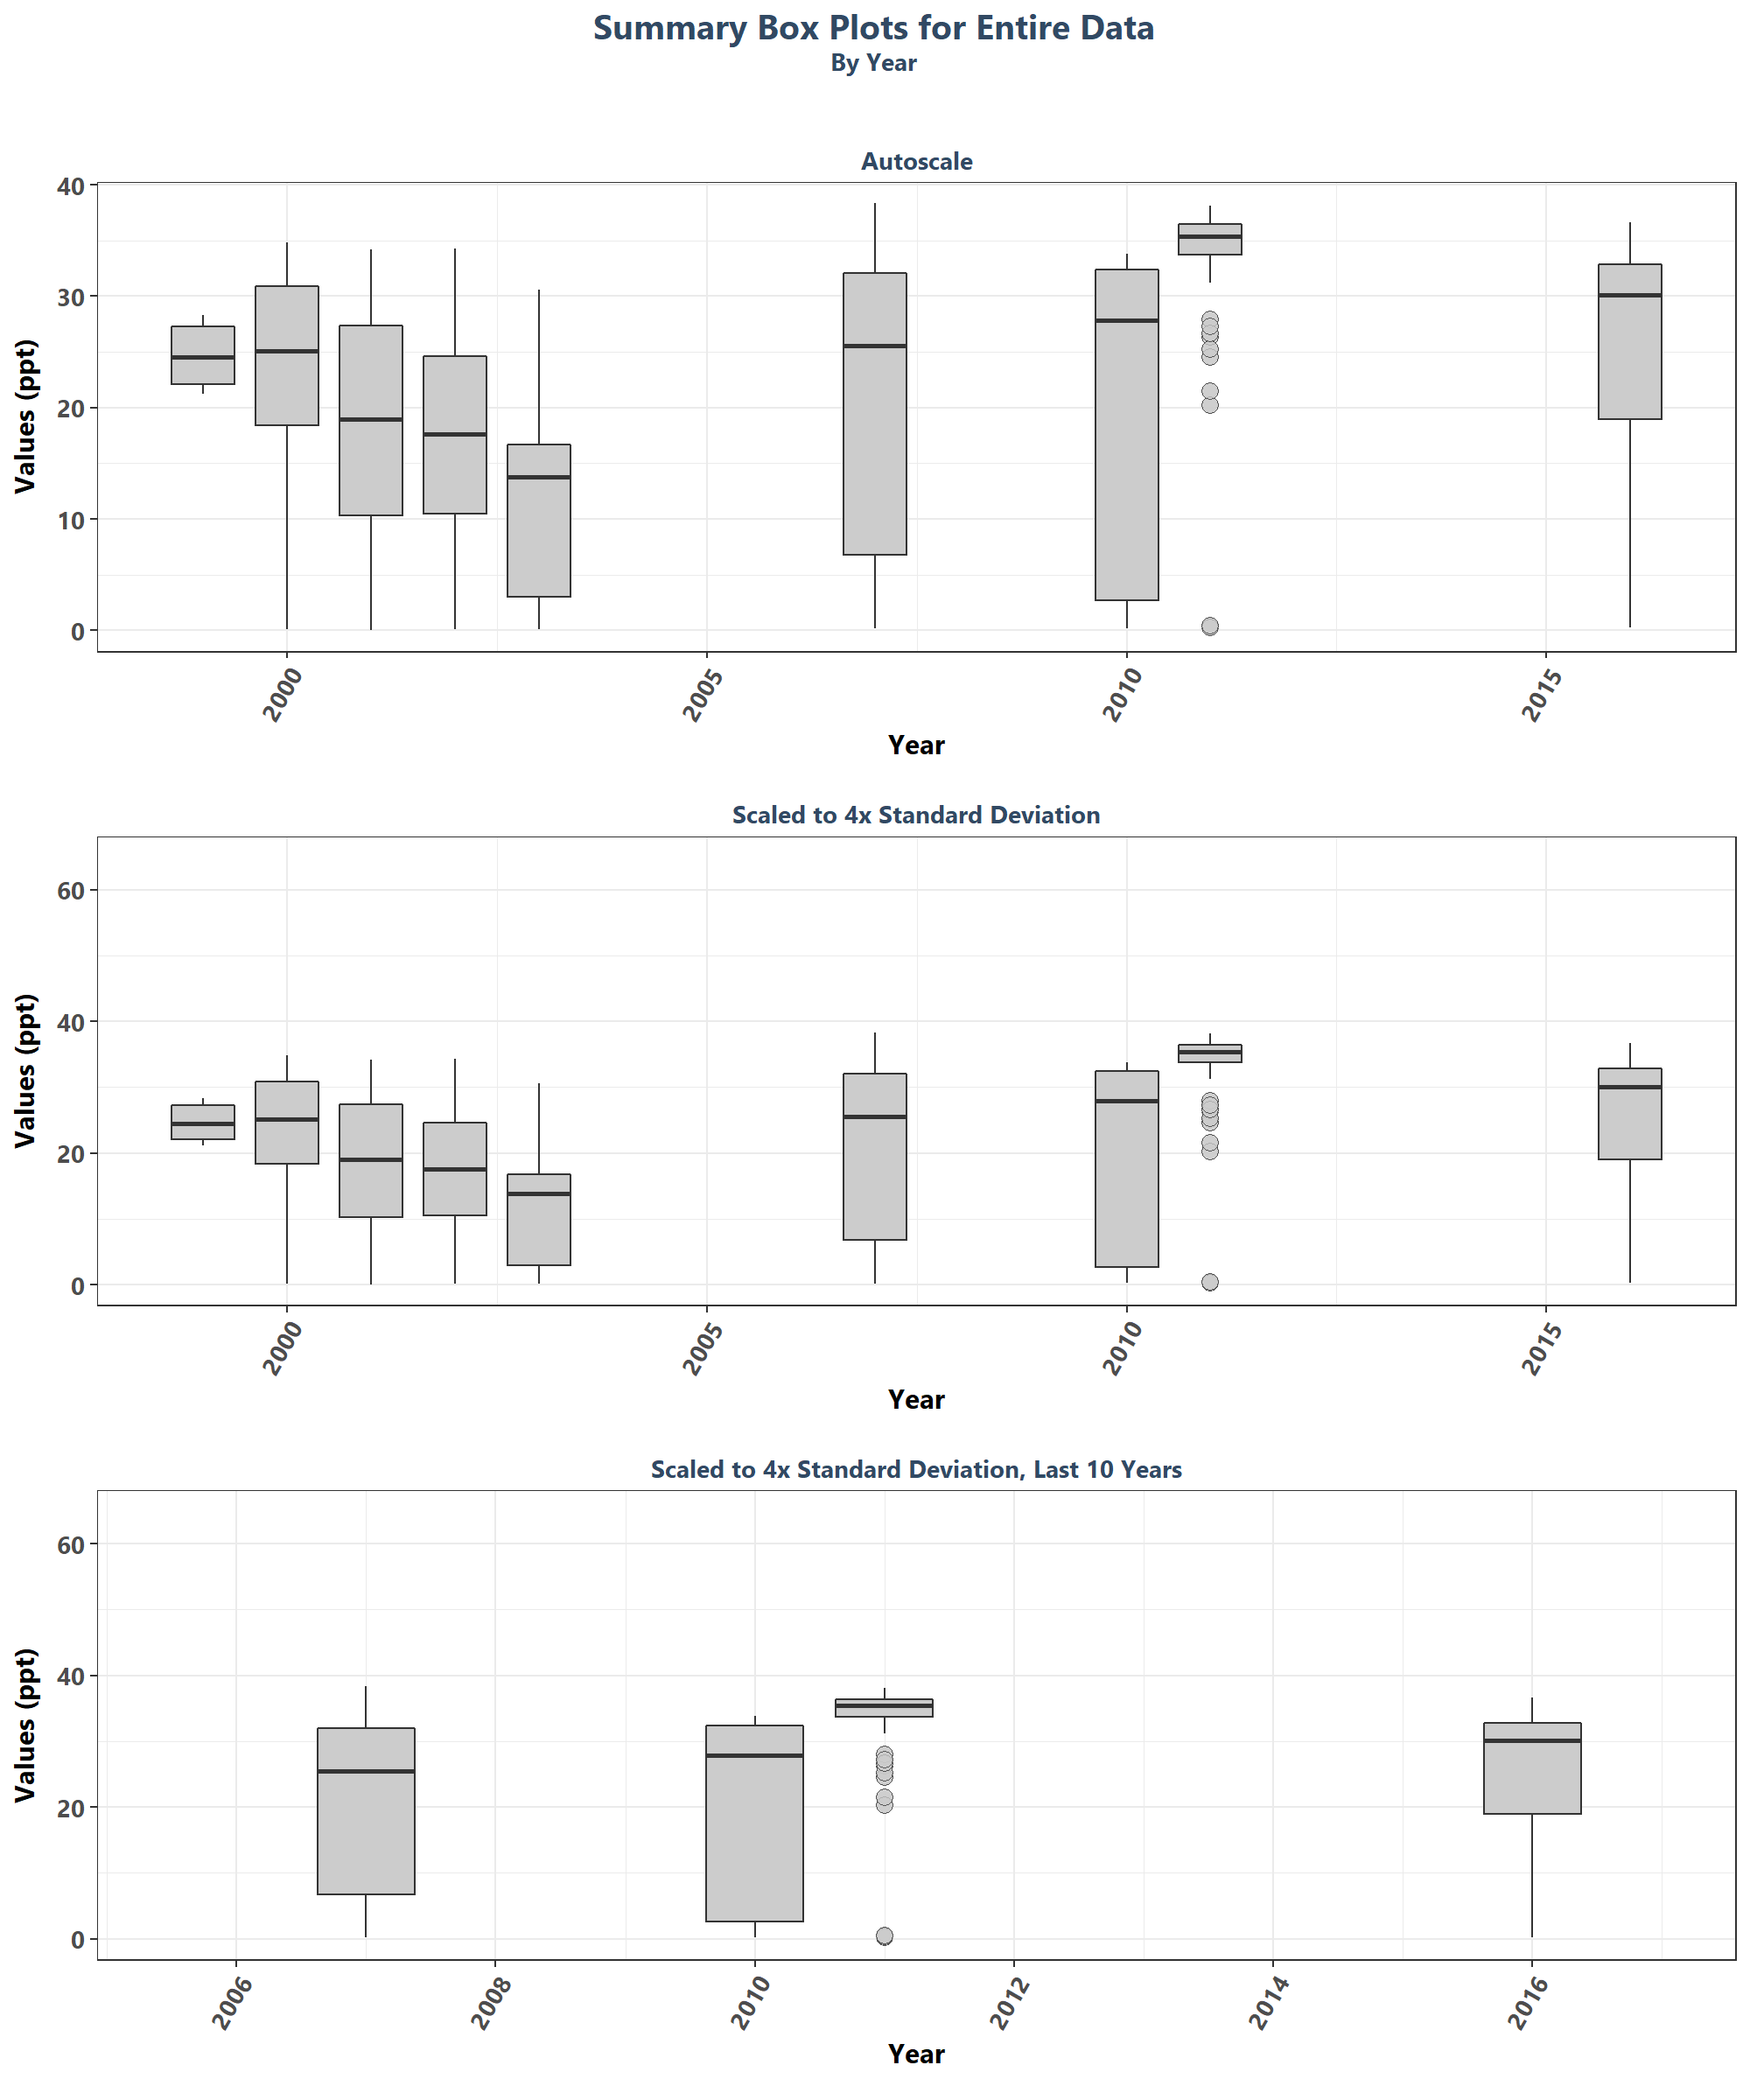 Summary Box Plots for Entire Data
By Year
Autoscale
Values (ppt)
40
30
20
10
0
2000
2005
2010
2015
Year
Scaled to 4x Standard Deviation
Values (ppt)
60
40
20
0
2000
2005
2010
2015
Year
Scaled to 4x Standard Deviation, Last 10 Years
Values (ppt)
60
40
20
0
2006
2008
2010
2012
2014
2016
Year